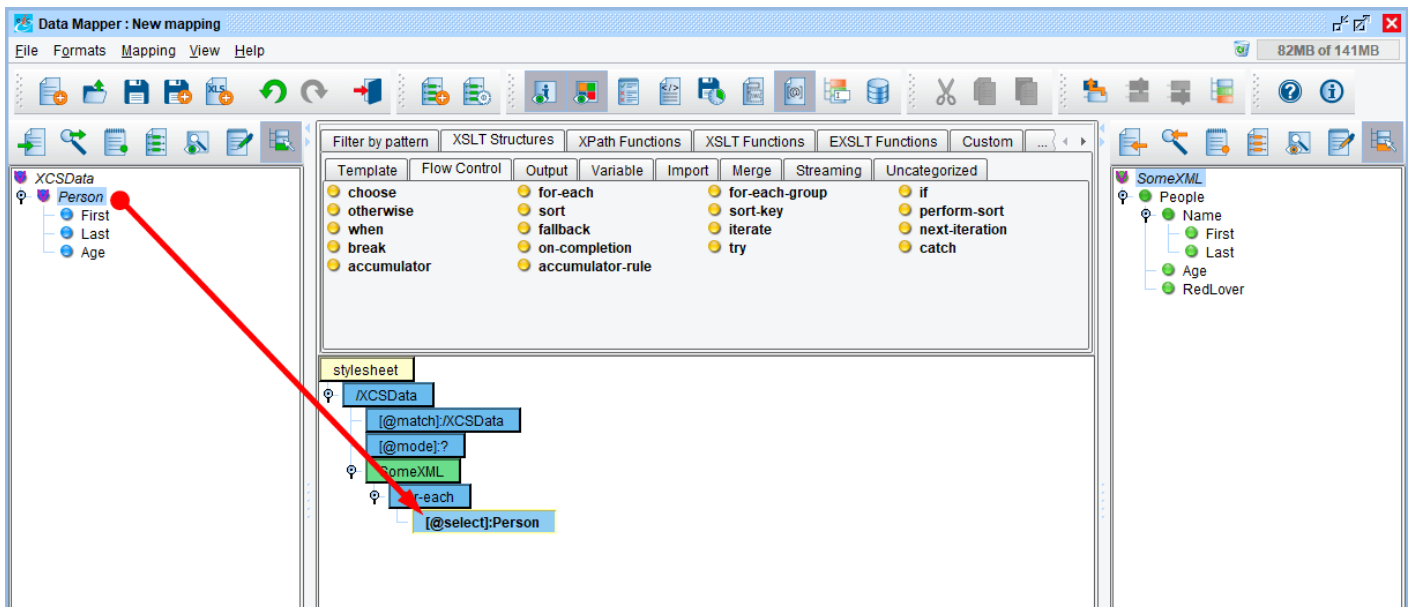 Data Mapper : New mapping
File Formats Mapping View Help
82MB of 141MB
XLS
Filter by pattern XSLT Structures XPath Functions XSLT Functions EXSLT Functions Custom ...
Template Flow Control Output Variable Import Merge Streaming Uncategorized
choose for-each for-each-group if
otherwise sort sort-key perform-sort
when fallback iterate next-iteration
break on-completion try catch
accumulator accumulator-rule
XCSData
Person
First
Last
Age
stylesheet
/XCSData
[@match]:/XCSData
[@mode]:?
SomeXML
for-each
[@select]:Person
SomeXML
People
Name
First
Last
Age
RedLover